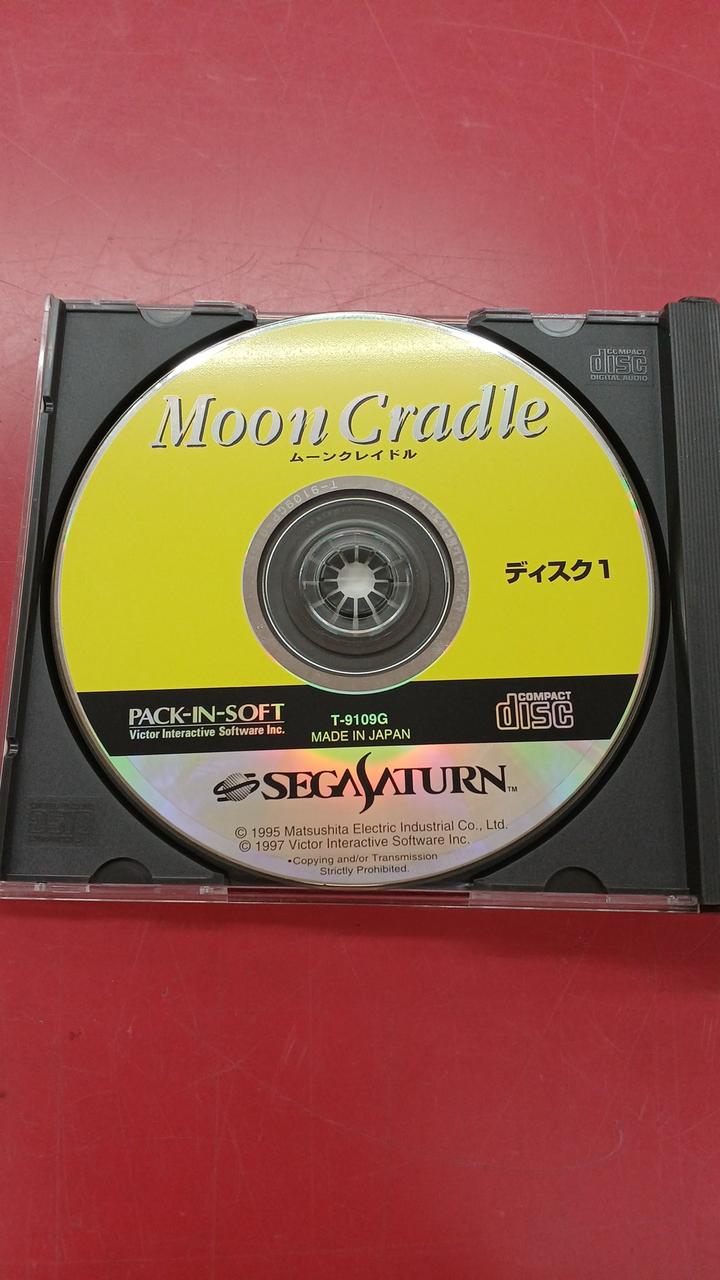 COMPACT
disc
DIGITAL AUDIO
Moon Cradle
ムーンクレイドル
ディスク1
PACK-IN-SOFT
Victor Interactive Software Inc.
T-9109G
MADE IN JAPAN
COMPACT
disc
SEGA SATURN™
© 1995 Matsushita Electric Industrial Co., Ltd.
© 1997 Victor Interactive Software Inc.
•Copying and/or Transmission
Strictly Prohibited.